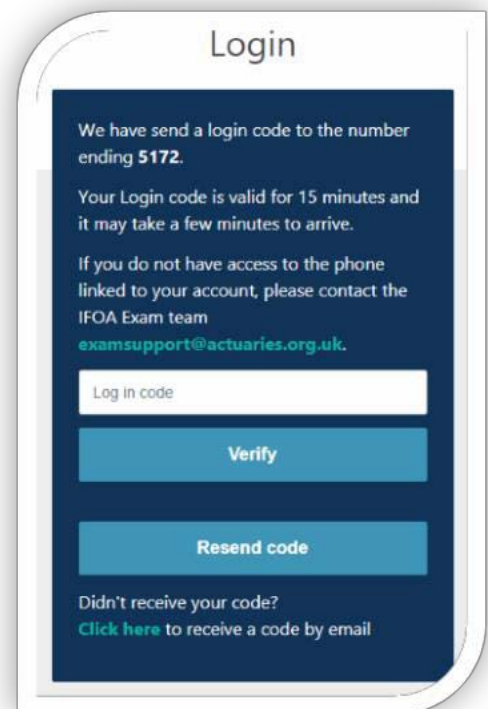 Login
We have send a login code to the number
ending 5172.
Your Login code is valid for 15 minutes and
it may take a few minutes to arrive.
If you do not have access to the phone
linked to your account, please contact the
IFOA Exam team
examsupport@actuaries.org.uk.
Log in code
Verify
Resend code
Didn't receive your code?
Click here to receive a code by email